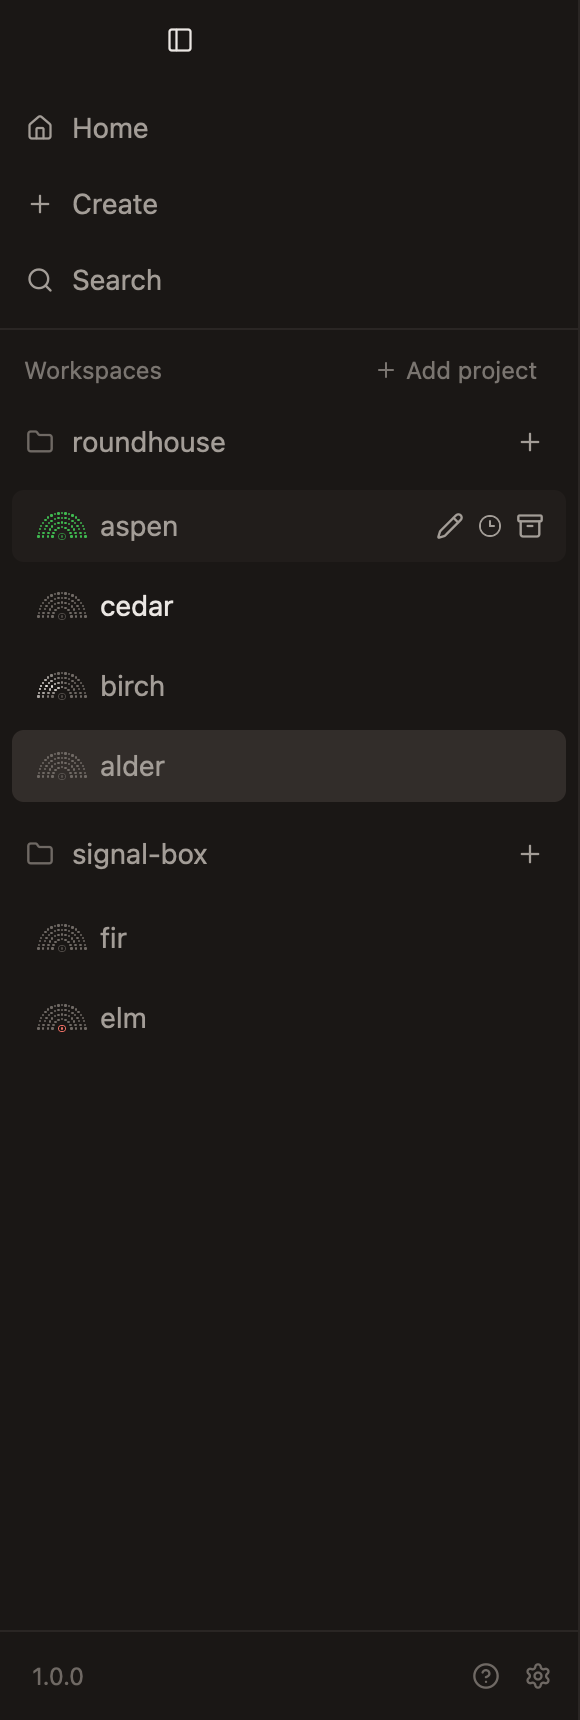 Home
Create
Search
Workspaces
Add project
roundhouse
aspen
cedar
birch
alder
signal-box
fir
elm
1.0.0